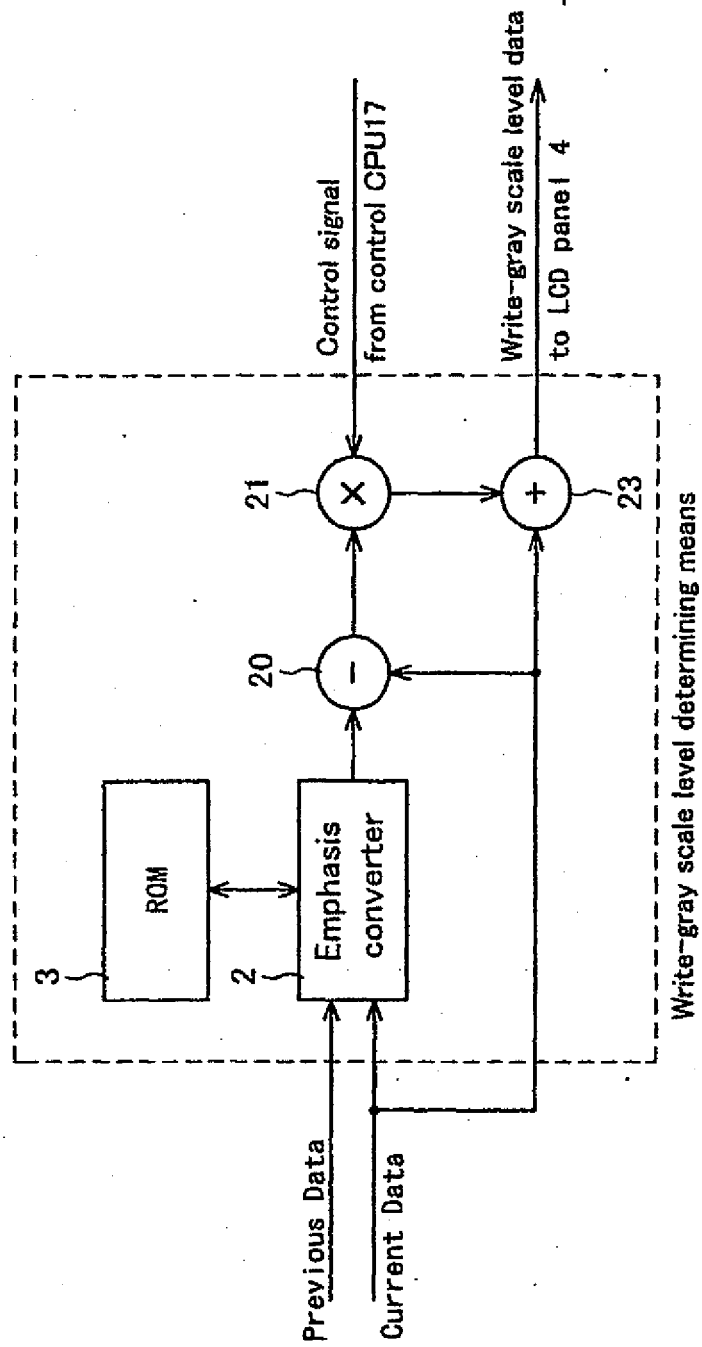 3
ROM
2
Emphasis
converter
Previous Data
Current Data
20
−
21
×
+
23
Control signal
from control CPU17
Write-gray scale level data
to LCD panel 4
Write-gray scale level determining means